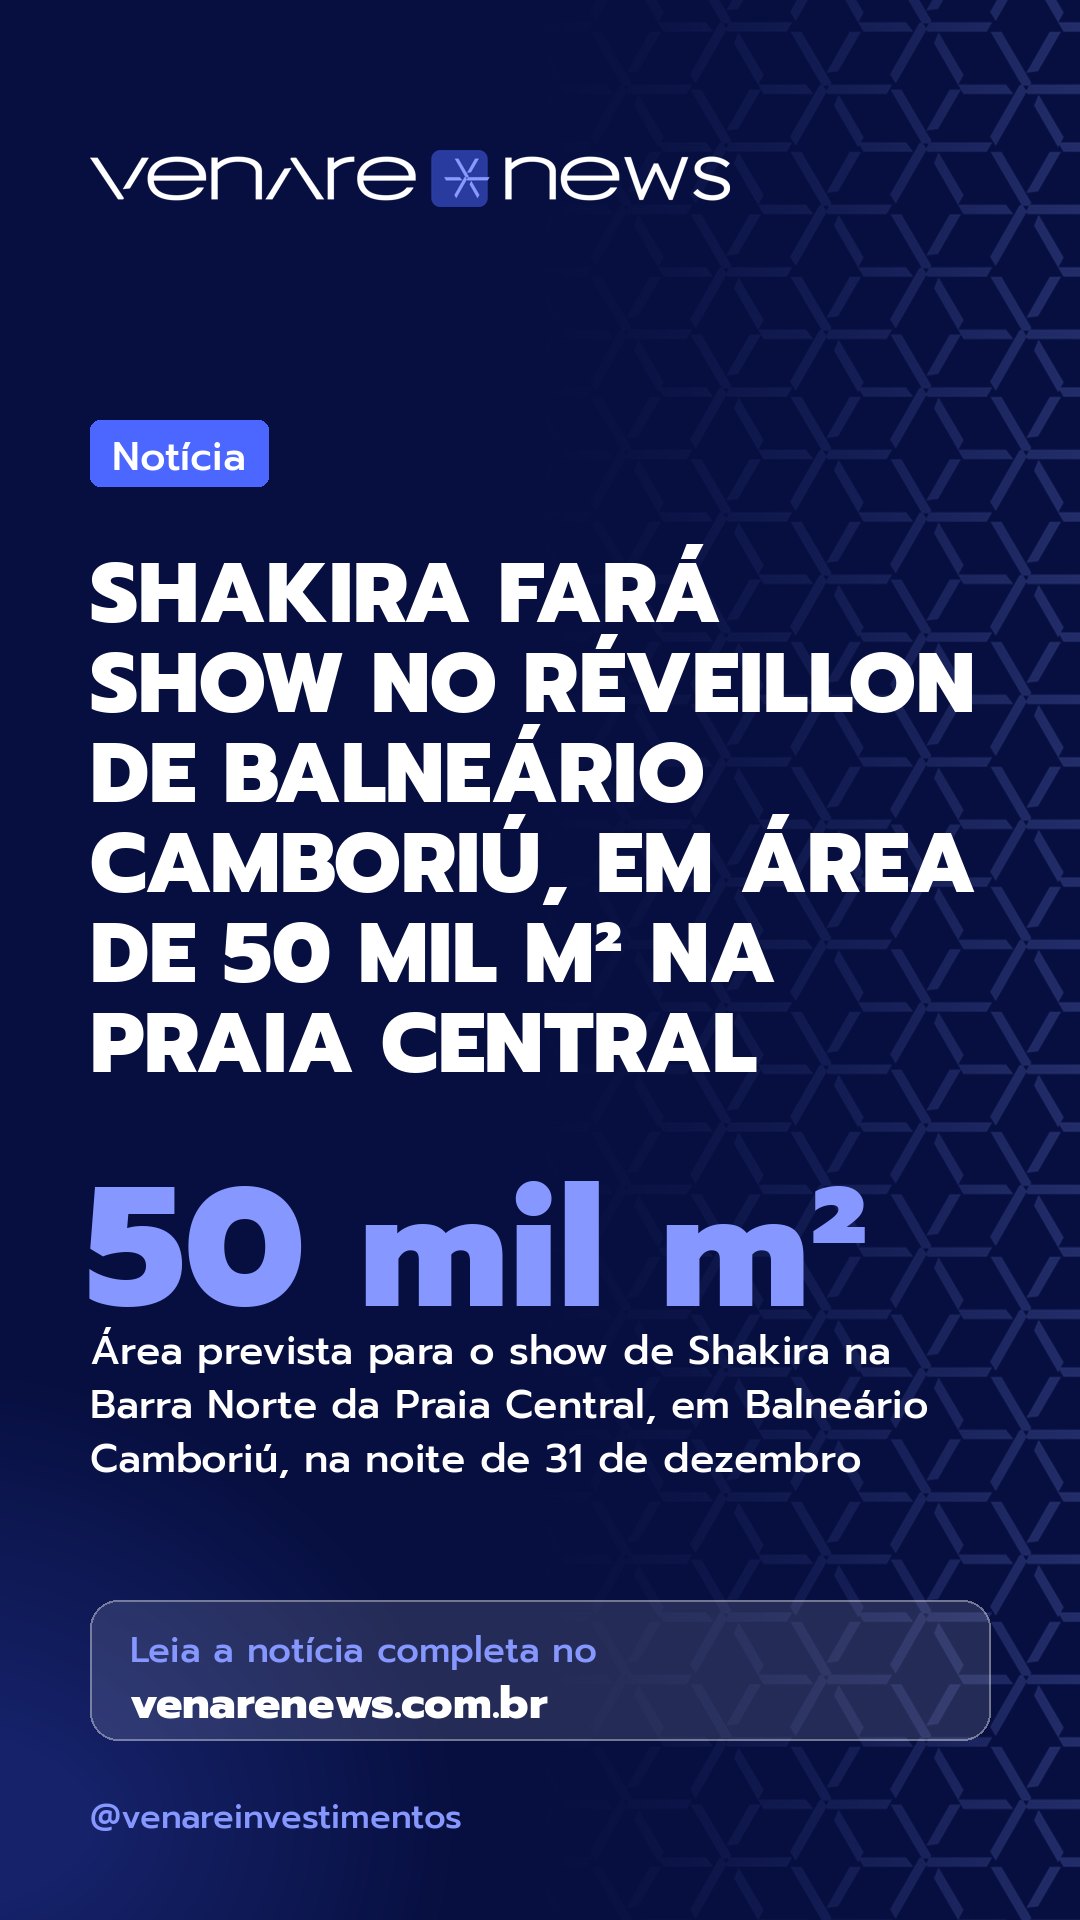 venare news
Notícia
SHAKIRA FARÁ
SHOW NO RÉVEILLON
DE BALNEÁRIO
CAMBORIÚ, EM ÁREA
DE 50 MIL M² NA
PRAIA CENTRAL
50 mil m²
Área prevista para o show de Shakira na
Barra Norte da Praia Central, em Balneário
Camboriú, na noite de 31 de dezembro
Leia a notícia completa no
venarenews.com.br
@venareinvestimentos